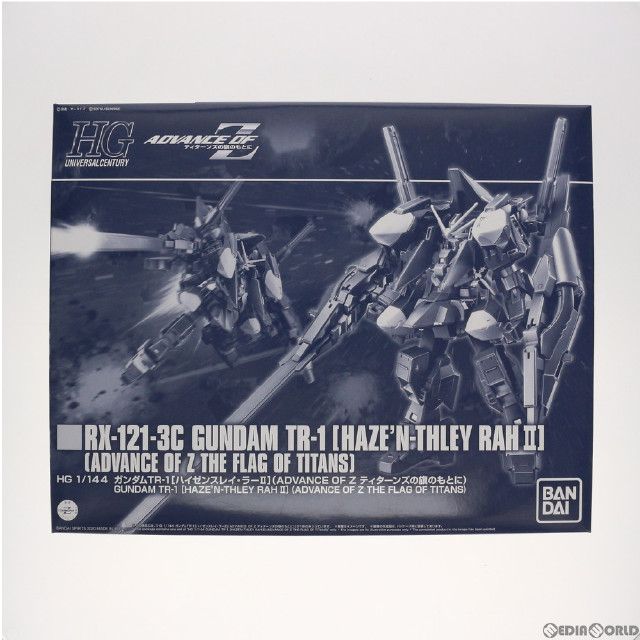 HG
UNIVERSAL CENTURY
ADVANCE OF Z
ティターンズの旗のもとに
RX-121-3C GUNDAM TR-1 [HAZE'N-THLEY RAH II]
(ADVANCE OF Z THE FLAG OF TITANS)
HG 1/144 ガンダムTR-1[ハイゼンスレイ・ラーII](ADVANCE OF Z ティターンズの旗のもとに)
GUNDAM TR-1 [HAZE'N-THLEY RAH II] (ADVANCE OF Z THE FLAG OF TITANS)
BAN
DAI
MEDIAWORLD